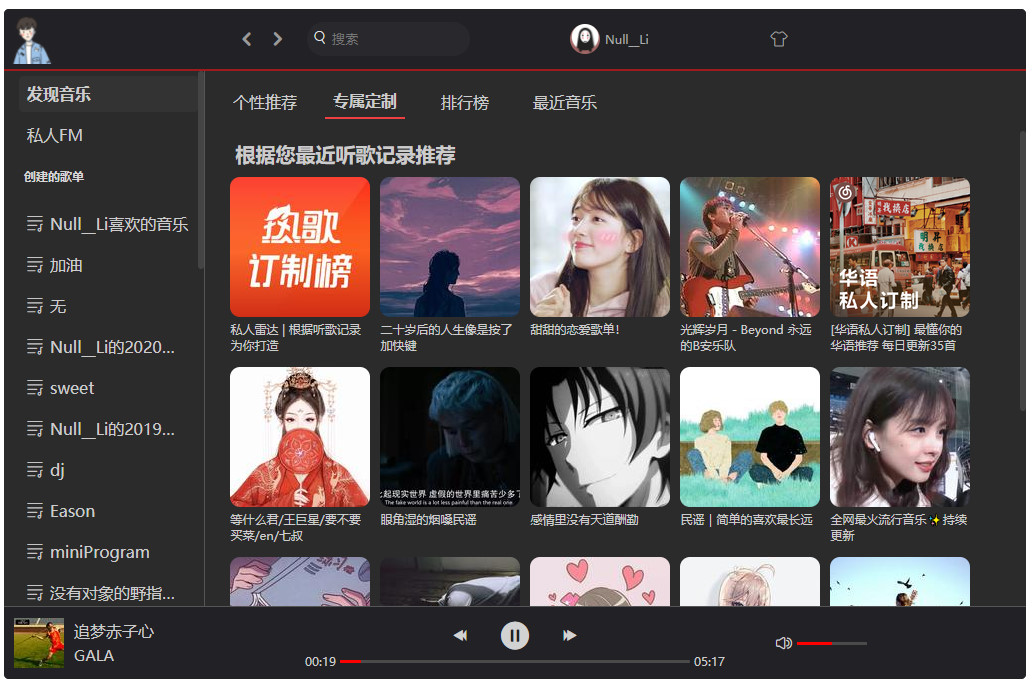 搜索
Null__Li
发现音乐
私人FM
创建的歌单
Null__Li喜欢的音乐
加油
无
Null__Li的2020...
sweet
Null__Li的2019...
dj
Eason
miniProgram
没有对象的野指...
个性推荐
专属定制
排行榜
最近音乐
根据您最近听歌记录推荐
热歌
订制榜
私人雷达 | 根据听歌记录
为你打造
二十岁后的人生像是按了
加快键
甜甜的恋爱歌单!
光辉岁月 - Beyond 永远
的B安乐队
找换店
找换店
明昇
华语
私人订制
[华语私人订制] 最懂你的
华语推荐 每日更新35首
等什么君/王巨星/要不要
买菜/en/七叔
比起现实世界 虚假的世界里痛苦少多了
The fake world is a lot less painful than the real one
眼角湿的烟嗓民谣
感情里没有天道酬勤
民谣 | 简单的喜欢最长远
全网最火流行音乐✨持续
更新
追梦赤子心
GALA
00:19
05:17